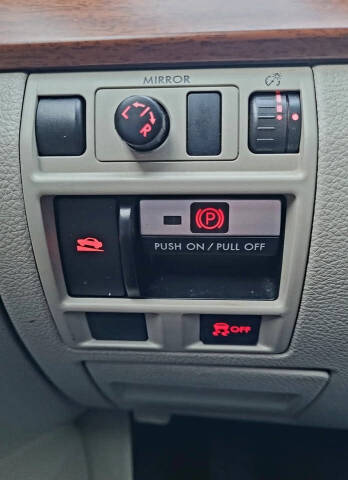 MIRROR
L R
P
PUSH ON / PULL OFF
OFF